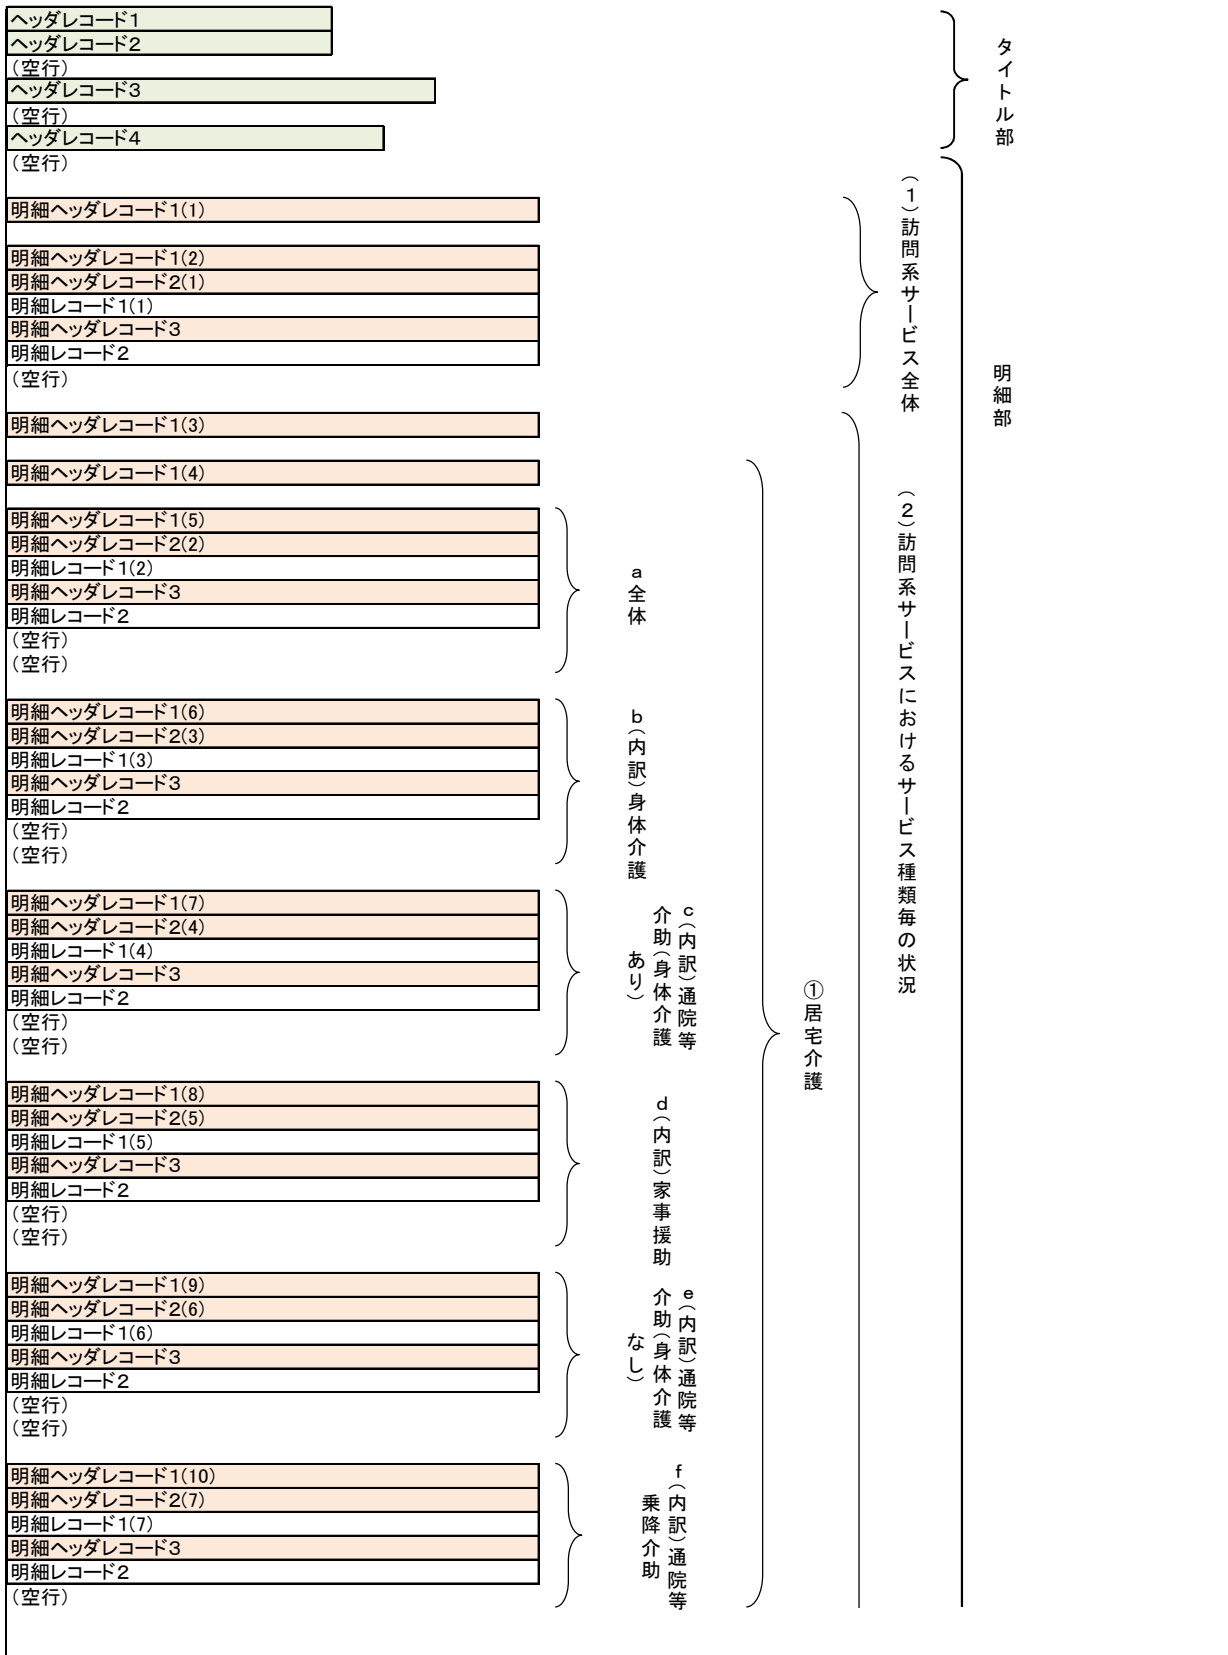 ヘッダレコード1
ヘッダレコード2
(空行)
ヘッダレコード3
(空行)
ヘッダレコード4
(空行)
タイトル部
明細ヘッダレコード1(1)
明細ヘッダレコード1(2)
明細ヘッダレコード2(1)
明細レコード1(1)
明細ヘッダレコード3
明細レコード2
(空行)
(1)訪問系サービス全体
明細部
明細ヘッダレコード1(3)
明細ヘッダレコード1(4)
明細ヘッダレコード1(5)
明細ヘッダレコード2(2)
明細レコード1(2)
明細ヘッダレコード3
明細レコード2
(空行)
(空行)
a全体
(2)訪問系サービスにおけるサービス種類毎の状況
明細ヘッダレコード1(6)
明細ヘッダレコード2(3)
明細レコード1(3)
明細ヘッダレコード3
明細レコード2
(空行)
(空行)
b(内訳)身体介護
明細ヘッダレコード1(7)
明細ヘッダレコード2(4)
明細レコード1(4)
明細ヘッダレコード3
明細レコード2
(空行)
(空行)
c(内訳)通院等
介助(身体介護
あり)
①居宅介護
明細ヘッダレコード1(8)
明細ヘッダレコード2(5)
明細レコード1(5)
明細ヘッダレコード3
明細レコード2
(空行)
(空行)
d(内訳)家事援助
明細ヘッダレコード1(9)
明細ヘッダレコード2(6)
明細レコード1(6)
明細ヘッダレコード3
明細レコード2
(空行)
(空行)
e(内訳)通院等
介助(身体介護
なし)
明細ヘッダレコード1(10)
明細ヘッダレコード2(7)
明細レコード1(7)
明細ヘッダレコード3
明細レコード2
(空行)
f(内訳)通院等
乗降介助